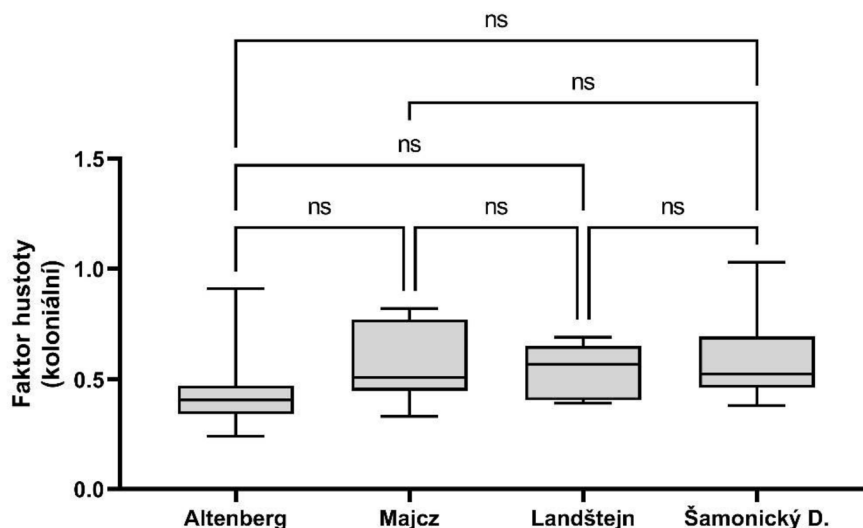 ns
ns
ns
ns
ns
ns
Faktor hustoty
(koloniální)
1.5
1.0
0.5
0.0
Altenberg
Majcz
Landštejn
Šamonický D.